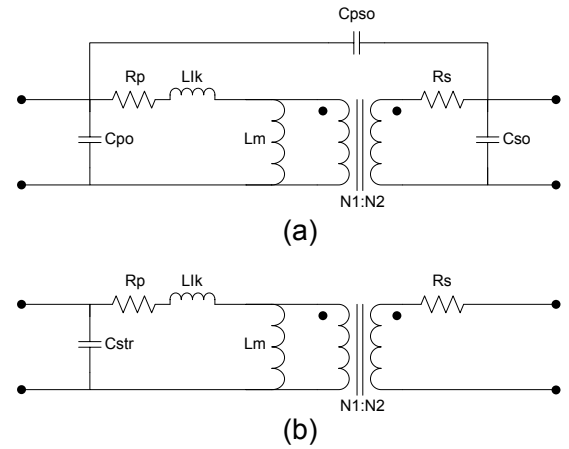 Cpso
Rp
Llk
Rs
Cpo
Lm
Cso
N1:N2
(a)
Rp
Llk
Rs
Cstr
Lm
N1:N2
(b)